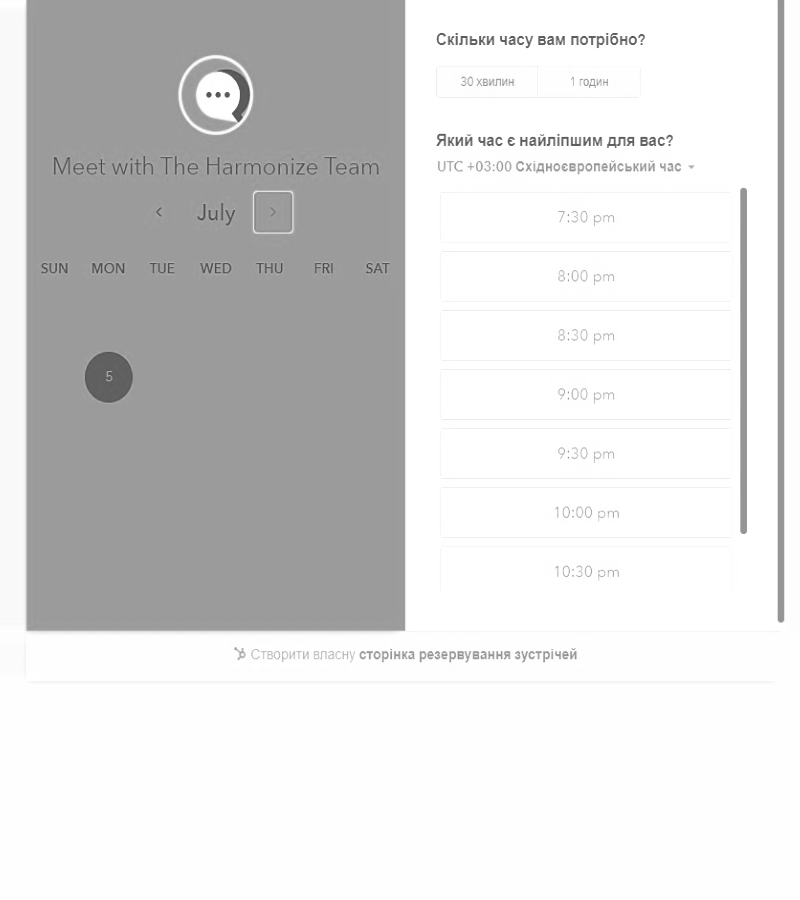 Meet with The Harmonize Team
July
SUN MON TUE WED THU FRI SAT
5
Скільки часу вам потрібно?
30 хвилин 1 годин
Який час є найліпшим для вас?
UTC +03:00 Східноєвропейський час
7:30 pm
8:00 pm
8:30 pm
9:00 pm
9:30 pm
10:00 pm
10:30 pm
Створити власну сторінка резервування зустрічей